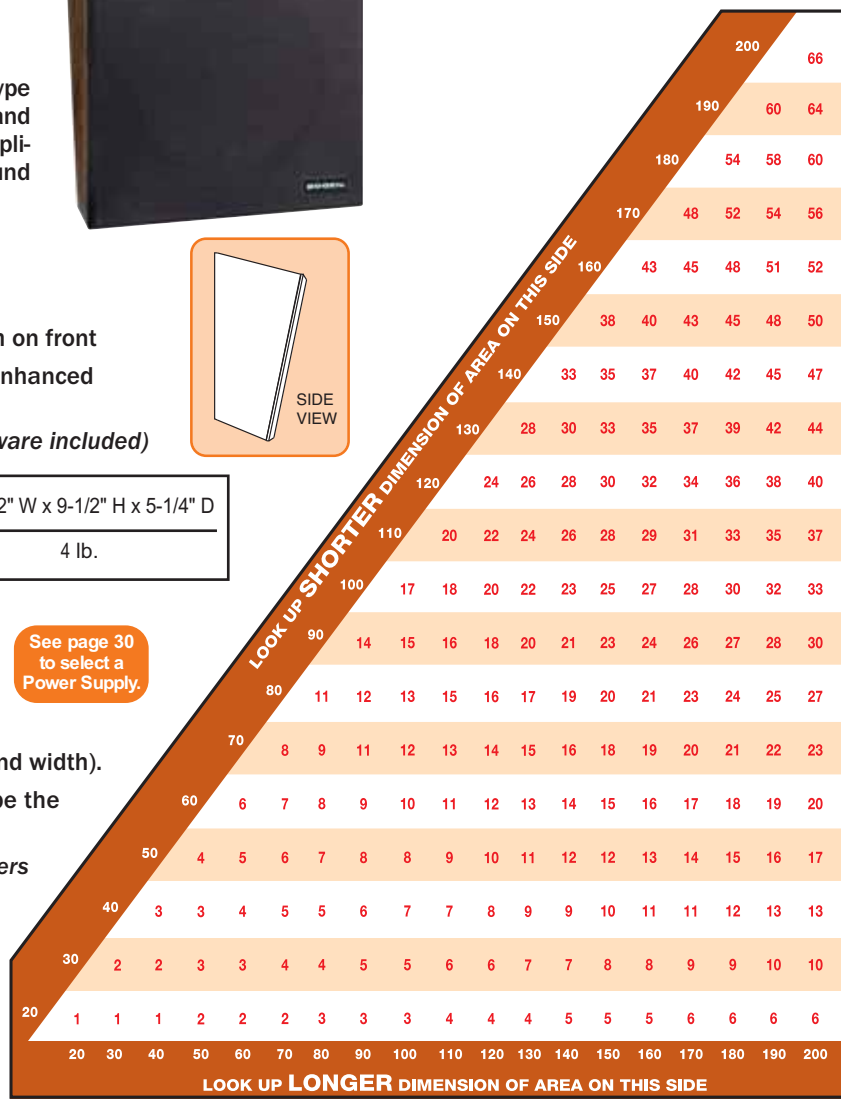 ype
and
pli-
und
BOGEN
SIDE
VIEW
n on front
nhanced
ware included)
2" W x 9-1/2" H x 5-1/4" D
4 lb.
See page 30
to select a
Power Supply.
nd width).
be the
ers
LOOK UP SHORTER DIMENSION OF AREA ON THIS SIDE
200 66
190 60 64
180 54 58 60
170 48 52 54 56
160 43 45 48 51 52
150 38 40 43 45 48 50
140 33 35 37 40 42 45 47
130 28 30 33 35 37 39 42 44
120 24 26 28 30 32 34 36 38 40
110 20 22 24 26 28 29 31 33 35 37
100 17 18 20 22 23 25 27 28 30 32 33
90 14 15 16 18 20 21 23 24 26 27 28 30
80 11 12 13 15 16 17 19 20 21 23 24 25 27
70 8 9 11 12 13 14 15 16 18 19 20 21 22 23
60 6 7 8 9 10 11 12 13 14 15 16 17 18 19 20
50 4 5 6 7 8 8 9 10 11 12 12 13 14 15 16 17
40 3 3 4 5 5 6 7 7 8 9 9 10 11 11 12 13 13
30 2 2 3 3 4 4 5 5 6 6 7 7 8 8 9 9 10 10
20 1 1 1 2 2 2 3 3 3 4 4 4 5 5 5 6 6 6 6
20 30 40 50 60 70 80 90 100 110 120 130 140 150 160 170 180 190 200
LOOK UP LONGER DIMENSION OF AREA ON THIS SIDE